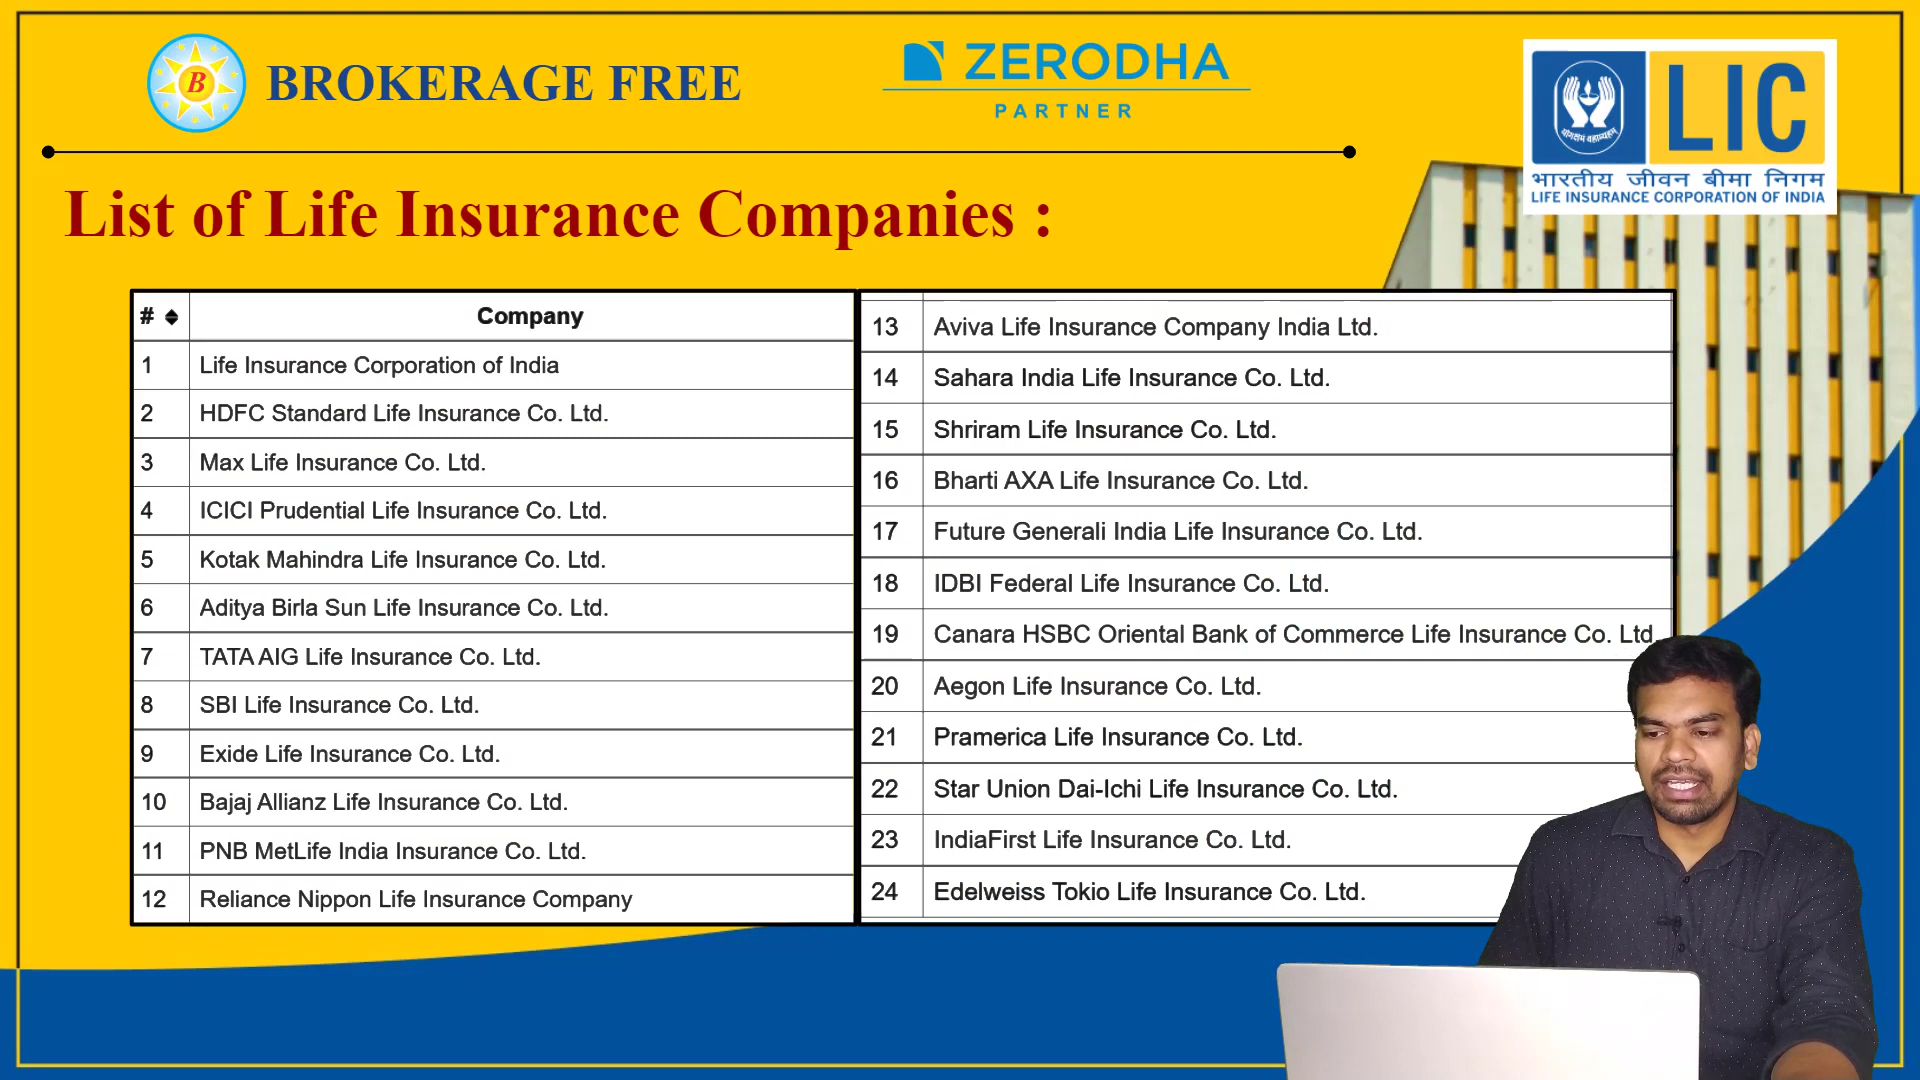 B
BROKERAGE FREE
ZERODHA
PARTNER
योगक्षेमं वहाम्यहम्
LIC
भारतीय जीवन बीमा निगम
LIFE INSURANCE CORPORATION OF INDIA
List of Life Insurance Companies :
# Company
1 Life Insurance Corporation of India
2 HDFC Standard Life Insurance Co. Ltd.
3 Max Life Insurance Co. Ltd.
4 ICICI Prudential Life Insurance Co. Ltd.
5 Kotak Mahindra Life Insurance Co. Ltd.
6 Aditya Birla Sun Life Insurance Co. Ltd.
7 TATA AIG Life Insurance Co. Ltd.
8 SBI Life Insurance Co. Ltd.
9 Exide Life Insurance Co. Ltd.
10 Bajaj Allianz Life Insurance Co. Ltd.
11 PNB MetLife India Insurance Co. Ltd.
12 Reliance Nippon Life Insurance Company
13 Aviva Life Insurance Company India Ltd.
14 Sahara India Life Insurance Co. Ltd.
15 Shriram Life Insurance Co. Ltd.
16 Bharti AXA Life Insurance Co. Ltd.
17 Future Generali India Life Insurance Co. Ltd.
18 IDBI Federal Life Insurance Co. Ltd.
19 Canara HSBC Oriental Bank of Commerce Life Insurance Co. Ltd.
20 Aegon Life Insurance Co. Ltd.
21 Pramerica Life Insurance Co. Ltd.
22 Star Union Dai-Ichi Life Insurance Co. Ltd.
23 IndiaFirst Life Insurance Co. Ltd.
24 Edelweiss Tokio Life Insurance Co. Ltd.